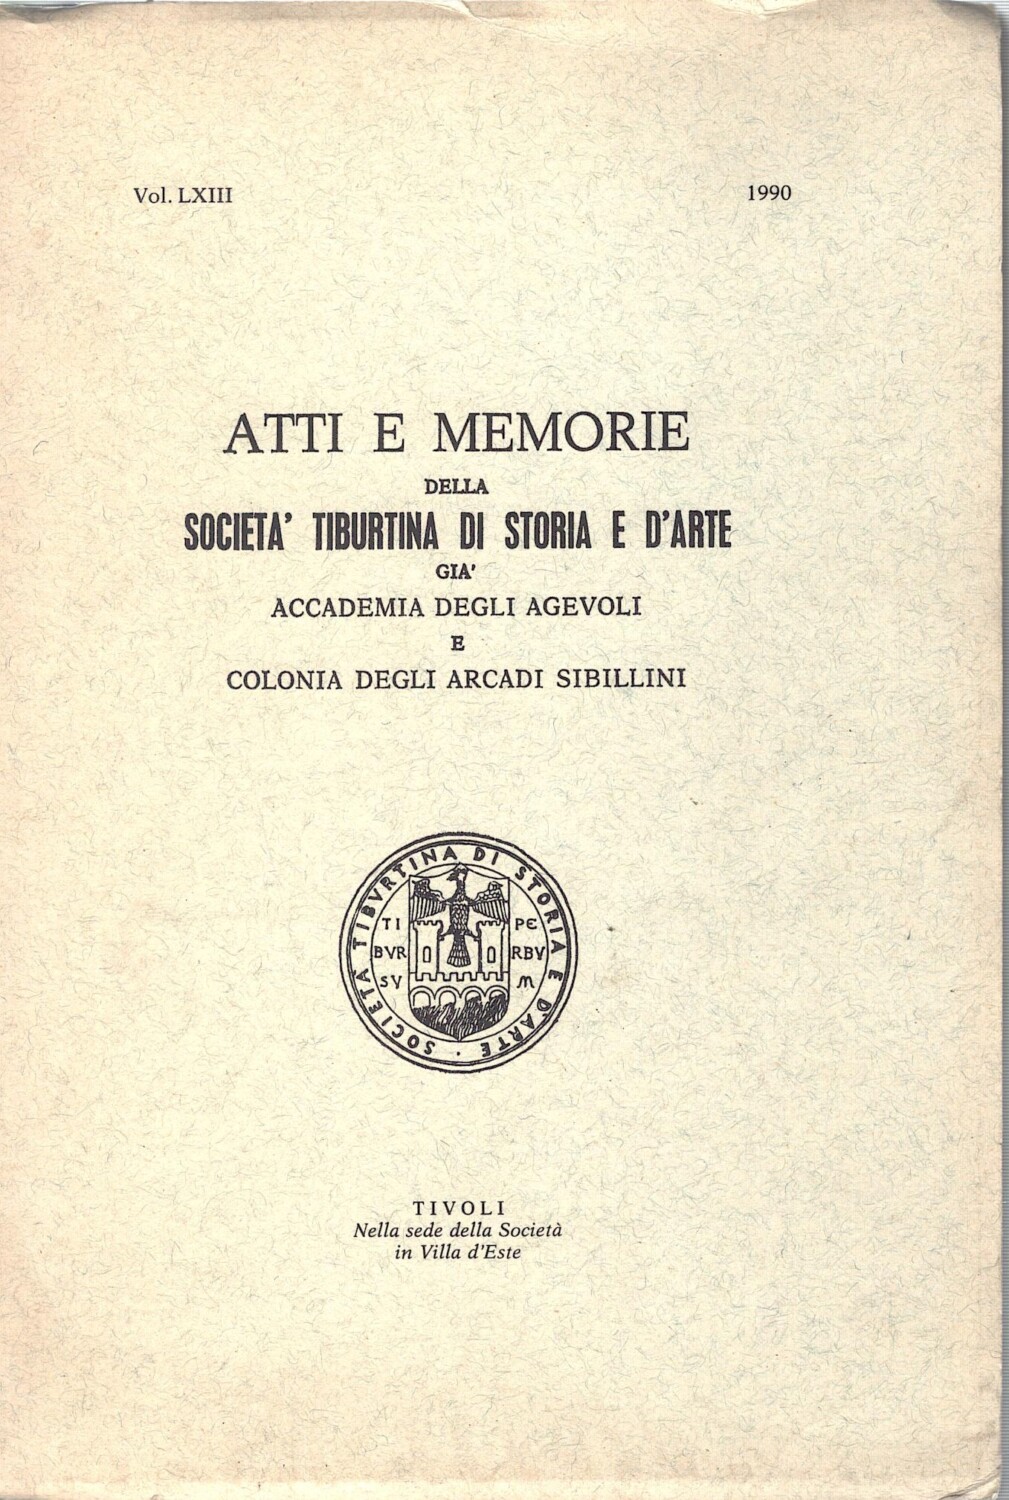 Vol. LXIII
1990
ATTI E MEMORIE
DELLA
SOCIETA' TIBURTINA DI STORIA E D'ARTE
GIA'
ACCADEMIA DEGLI AGEVOLI
E
COLONIA DEGLI ARCADI SIBILLINI
SOCIETÀ TIBVRTINA DI STORIA E D'ARTE ·
TI
BVR
SV
PE
RBV
M
TIVOLI
Nella sede della Società
in Villa d'Este